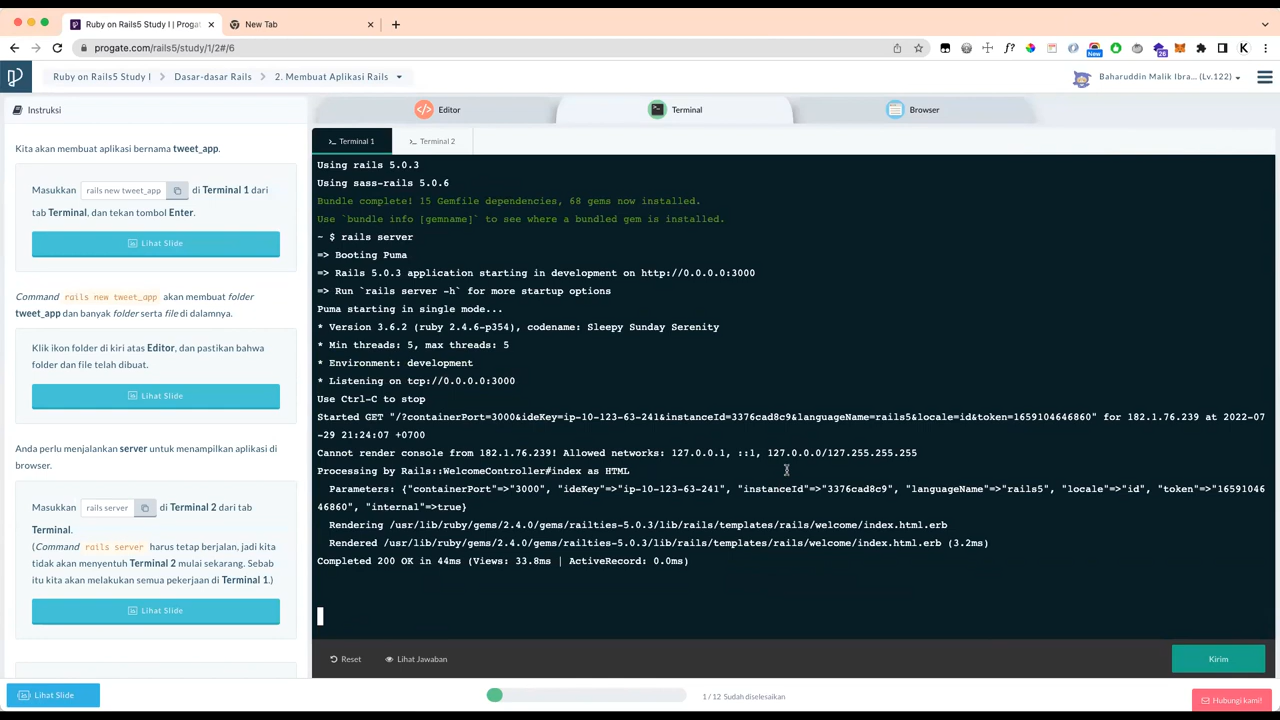 Ruby on Rails5 Study I | Progate
New Tab
progate.com/rails5/study/1/2#/6
Ruby on Rails5 Study I
Dasar-dasar Rails
2. Membuat Aplikasi Rails
Baharuddin Malik Ibra... (Lv.122)
Instruksi
Editor
Terminal
Browser
Kita akan membuat aplikasi bernama tweet_app.
Masukkan rails new tweet_app di Terminal 1 dari
tab Terminal, dan tekan tombol Enter.
Lihat Slide
Command rails new tweet_app akan membuat folder
tweet_app dan banyak folder serta file di dalamnya.
Klik ikon folder di kiri atas Editor, dan pastikan bahwa
folder dan file telah dibuat.
Lihat Slide
Anda perlu menjalankan server untuk menampilkan aplikasi di
browser.
Masukkan rails server di Terminal 2 dari tab
Terminal.
(Command rails server harus tetap berjalan, jadi kita
tidak akan menyentuh Terminal 2 mulai sekarang. Sebab
itu kita akan melakukan semua pekerjaan di Terminal 1.)
Lihat Slide
Terminal 1
Terminal 2
Using rails 5.0.3
Using sass-rails 5.0.6
Bundle complete! 15 Gemfile dependencies, 68 gems now installed.
Use `bundle info [gemname]` to see where a bundled gem is installed.
~ $ rails server
=> Booting Puma
=> Rails 5.0.3 application starting in development on http://0.0.0.0:3000
=> Run `rails server -h` for more startup options
Puma starting in single mode...
* Version 3.6.2 (ruby 2.4.6-p354), codename: Sleepy Sunday Serenity
* Min threads: 5, max threads: 5
* Environment: development
* Listening on tcp://0.0.0.0:3000
Use Ctrl-C to stop
Started GET "/?containerPort=3000&ideKey=ip-10-123-63-241&instanceId=3376cad8c9&languageName=rails5&locale=id&token=1659104646860" for 182.1.76.239 at 2022-07
-29 21:24:07 +0700
Cannot render console from 182.1.76.239! Allowed networks: 127.0.0.1, ::1, 127.0.0.0/127.255.255.255
Processing by Rails::WelcomeController#index as HTML
Parameters: {"containerPort"=>"3000", "ideKey"=>"ip-10-123-63-241", "instanceId"=>"3376cad8c9", "languageName"=>"rails5", "locale"=>"id", "token"=>"16591046
46860", "internal"=>true}
Rendering /usr/lib/ruby/gems/2.4.0/gems/railties-5.0.3/lib/rails/templates/rails/welcome/index.html.erb
Rendered /usr/lib/ruby/gems/2.4.0/gems/railties-5.0.3/lib/rails/templates/rails/welcome/index.html.erb (3.2ms)
Completed 200 OK in 44ms (Views: 33.8ms | ActiveRecord: 0.0ms)
Reset
Lihat Jawaban
Kirim
Lihat Slide
1 / 12 Sudah diselesaikan
Hubungi kami!